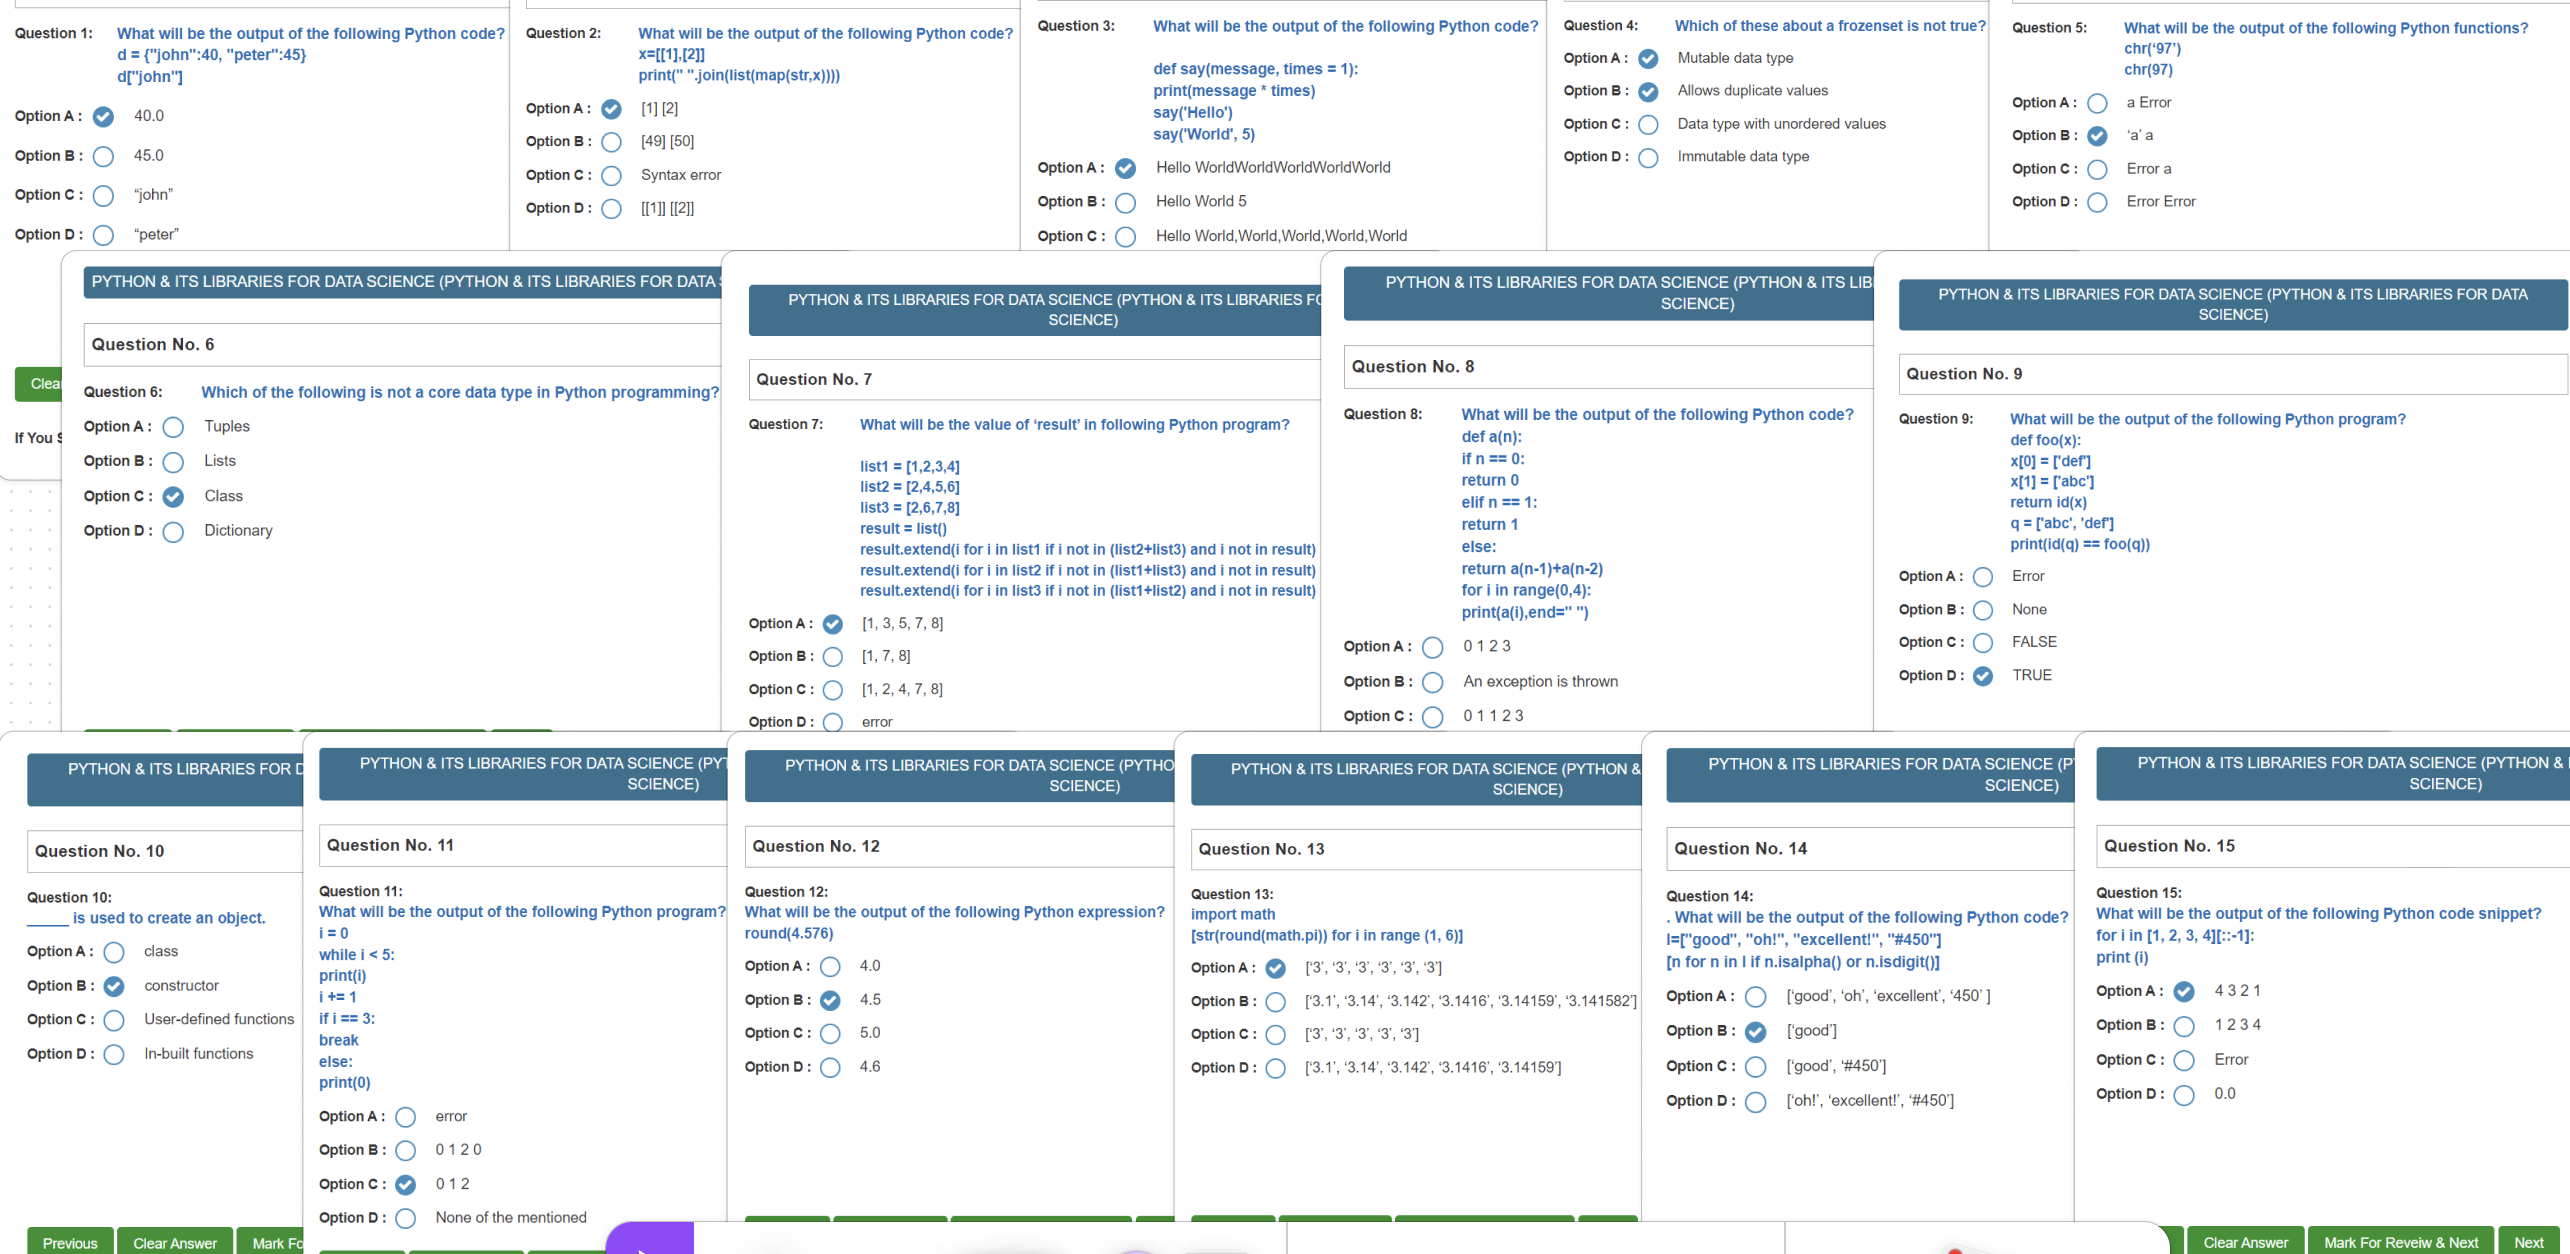 Question 1: What will be the output of the following Python code?
d = {"john":40, "peter":45}
d["john"]
Option A : 40.0
Option B : 45.0
Option C : “john”
Option D : “peter”
Clea
If You S
Question 2: What will be the output of the following Python code?
x=[[1],[2]]
print(" ".join(list(map(str,x))))
Option A : [1] [2]
Option B : [49] [50]
Option C : Syntax error
Option D : [[1]] [[2]]
Question 3: What will be the output of the following Python code?
def say(message, times = 1):
print(message * times)
say('Hello')
say('World', 5)
Option A : Hello WorldWorldWorldWorldWorld
Option B : Hello World 5
Option C : Hello World,World,World,World,World
Question 4: Which of these about a frozenset is not true?
Option A : Mutable data type
Option B : Allows duplicate values
Option C : Data type with unordered values
Option D : Immutable data type
Question 5: What will be the output of the following Python functions?
chr(‘97’)
chr(97)
Option A : a Error
Option B : ‘a’ a
Option C : Error a
Option D : Error Error
PYTHON & ITS LIBRARIES FOR DATA SCIENCE (PYTHON & ITS LIBRARIES FOR DATA S
Question No. 6
Question 6: Which of the following is not a core data type in Python programming?
Option A : Tuples
Option B : Lists
Option C : Class
Option D : Dictionary
PYTHON & ITS LIBRARIES FOR DATA SCIENCE (PYTHON & ITS LIBRARIES FO
SCIENCE)
Question No. 7
Question 7: What will be the value of ‘result’ in following Python program?
list1 = [1,2,3,4]
list2 = [2,4,5,6]
list3 = [2,6,7,8]
result = list()
result.extend(i for i in list1 if i not in (list2+list3) and i not in result)
result.extend(i for i in list2 if i not in (list1+list3) and i not in result)
result.extend(i for i in list3 if i not in (list1+list2) and i not in result)
Option A : [1, 3, 5, 7, 8]
Option B : [1, 7, 8]
Option C : [1, 2, 4, 7, 8]
Option D : error
PYTHON & ITS LIBRARIES FOR DATA SCIENCE (PYTHON & ITS LIB
SCIENCE)
Question No. 8
Question 8: What will be the output of the following Python code?
def a(n):
if n == 0:
return 0
elif n == 1:
return 1
else:
return a(n-1)+a(n-2)
for i in range(0,4):
print(a(i),end=" ")
Option A : 0 1 2 3
Option B : An exception is thrown
Option C : 0 1 1 2 3
PYTHON & ITS LIBRARIES FOR DATA SCIENCE (PYTHON & ITS LIBRARIES FOR DATA
SCIENCE)
Question No. 9
Question 9: What will be the output of the following Python program?
def foo(x):
x[0] = ['def']
x[1] = ['abc']
return id(x)
q = ['abc', 'def']
print(id(q) == foo(q))
Option A : Error
Option B : None
Option C : FALSE
Option D : TRUE
PYTHON & ITS LIBRARIES FOR D
Question No. 10
Question 10:
_____ is used to create an object.
Option A : class
Option B : constructor
Option C : User-defined functions
Option D : In-built functions
Previous Clear Answer Mark Fo
PYTHON & ITS LIBRARIES FOR DATA SCIENCE (PYT
SCIENCE)
Question No. 11
Question 11:
What will be the output of the following Python program?
i = 0
while i < 5:
print(i)
i += 1
if i == 3:
break
else:
print(0)
Option A : error
Option B : 0 1 2 0
Option C : 0 1 2
Option D : None of the mentioned
PYTHON & ITS LIBRARIES FOR DATA SCIENCE (PYTHO
SCIENCE)
Question No. 12
Question 12:
What will be the output of the following Python expression?
round(4.576)
Option A : 4.0
Option B : 4.5
Option C : 5.0
Option D : 4.6
PYTHON & ITS LIBRARIES FOR DATA SCIENCE (PYTHON &
SCIENCE)
Question No. 13
Question 13:
import math
[str(round(math.pi)) for i in range (1, 6)]
Option A : [‘3’, ‘3’, ‘3’, ‘3’, ‘3’, ‘3’]
Option B : [‘3.1’, ‘3.14’, ‘3.142’, ‘3.1416’, ‘3.14159’, ‘3.141582’]
Option C : [‘3’, ‘3’, ‘3’, ‘3’, ‘3’]
Option D : [‘3.1’, ‘3.14’, ‘3.142’, ‘3.1416’, ‘3.14159’]
PYTHON & ITS LIBRARIES FOR DATA SCIENCE (P
SCIENCE)
Question No. 14
Question 14:
. What will be the output of the following Python code?
l=["good", "oh!", "excellent!", "#450"]
[n for n in l if n.isalpha() or n.isdigit()]
Option A : [‘good’, ‘oh’, ‘excellent’, ‘450’ ]
Option B : [‘good’]
Option C : [‘good’, ‘#450’]
Option D : [‘oh!’, ‘excellent!’, ‘#450’]
PYTHON & ITS LIBRARIES FOR DATA SCIENCE (PYTHON & I
SCIENCE)
Question No. 15
Question 15:
What will be the output of the following Python code snippet?
for i in [1, 2, 3, 4][::-1]:
print (i)
Option A : 4 3 2 1
Option B : 1 2 3 4
Option C : Error
Option D : 0.0
Clear Answer Mark For Reveiw & Next Next